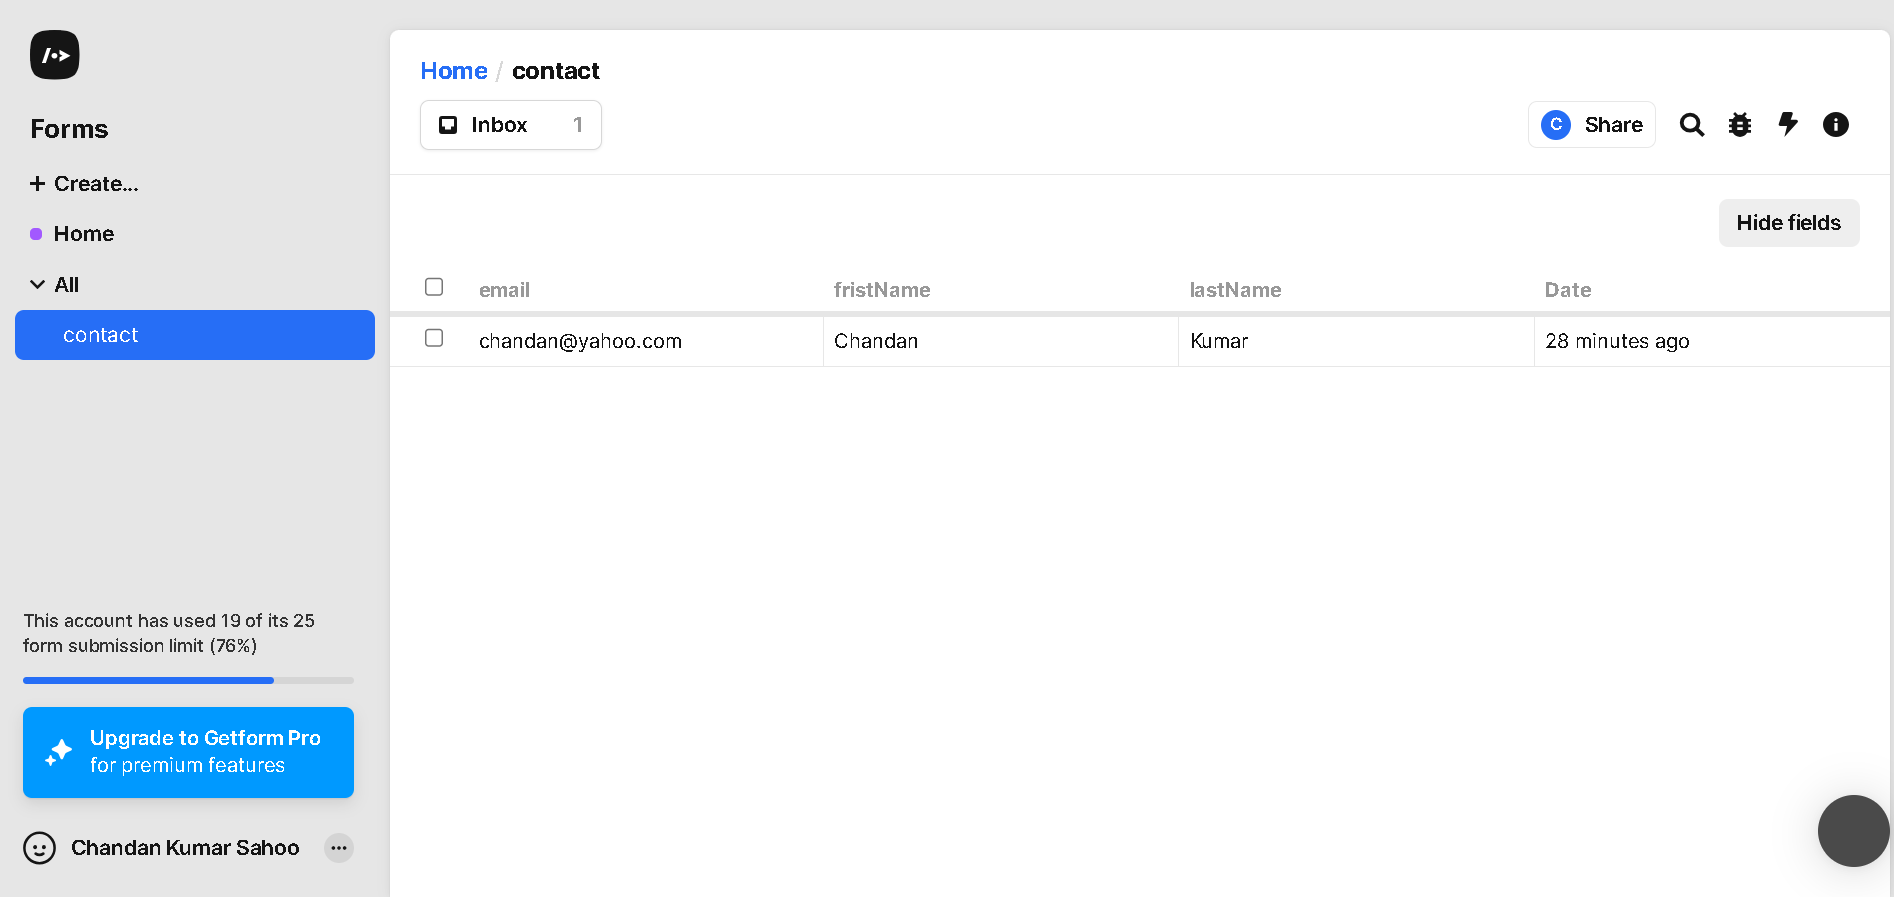 Forms
+ Create...
Home
All
contact
This account has used 19 of its 25
form submission limit (76%)
Upgrade to Getform Pro
for premium features
Chandan Kumar Sahoo
Home / contact
Inbox 1
C Share
Hide fields
email fristName lastName Date
chandan@yahoo.com Chandan Kumar 28 minutes ago